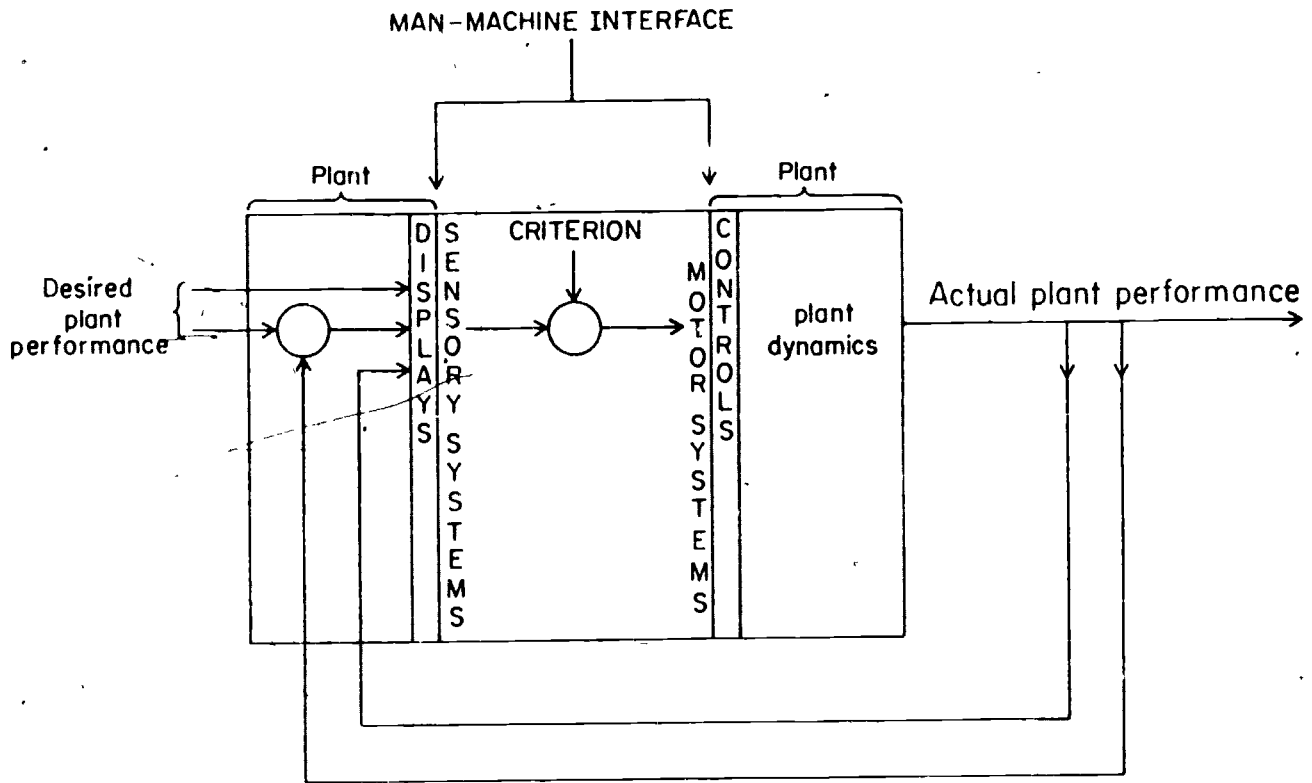 MAN-MACHINE INTERFACE
Plant
Plant
DISPLAYS
SENSORY SYSTEMS
CRITERION
MOTOR SYSTEMS
CONTROLS
Desired
plant
performance
plant
dynamics
Actual plant performance